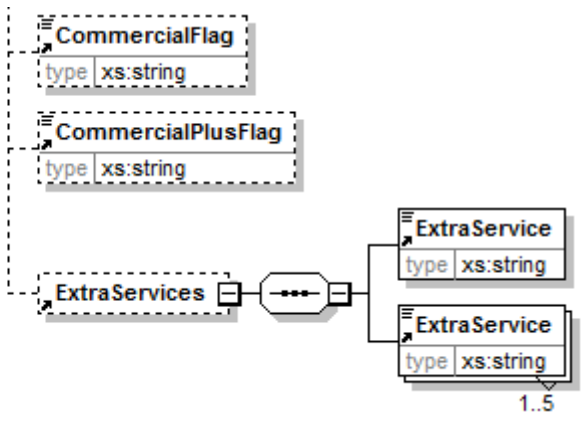 CommercialFlag
type xs:string
CommercialPlusFlag
type xs:string
ExtraService
type xs:string
ExtraServices
ExtraService
type xs:string
1..5